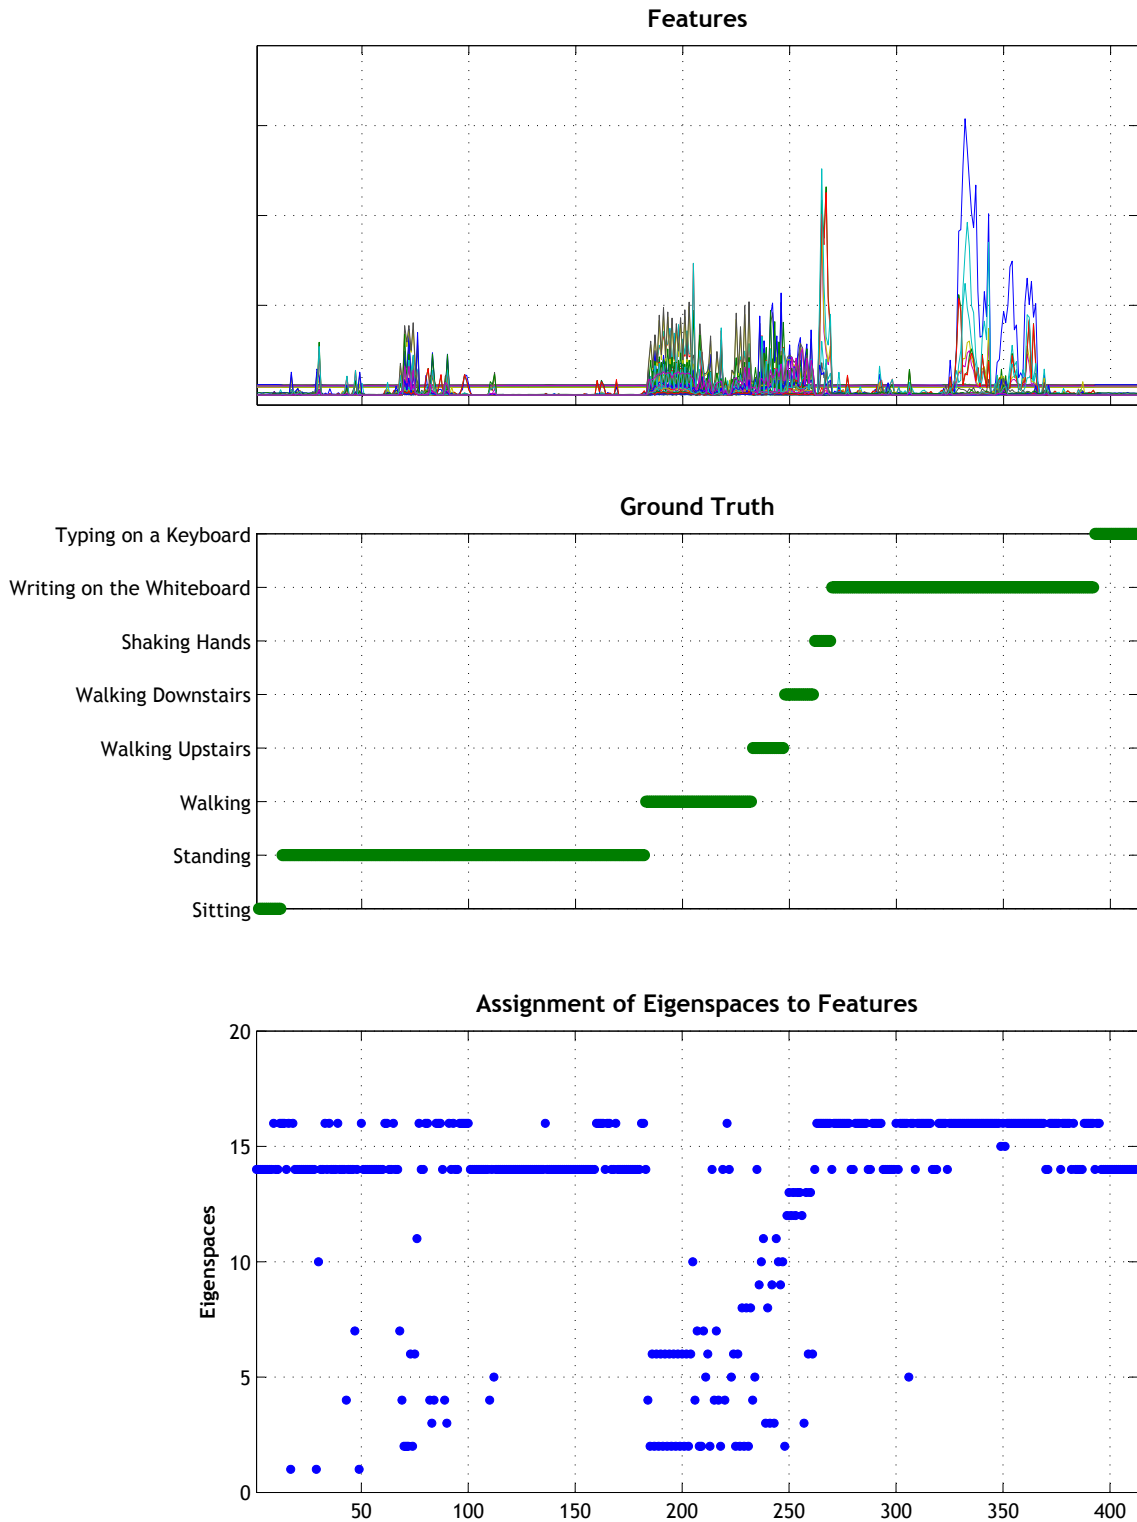 Features
Ground Truth
Typing on a Keyboard
Writing on the Whiteboard
Shaking Hands
Walking Downstairs
Walking Upstairs
Walking
Standing
Sitting
Assignment of Eigenspaces to Features
20
15
10
5
0
Eigenspaces
50 100 150 200 250 300 350 400